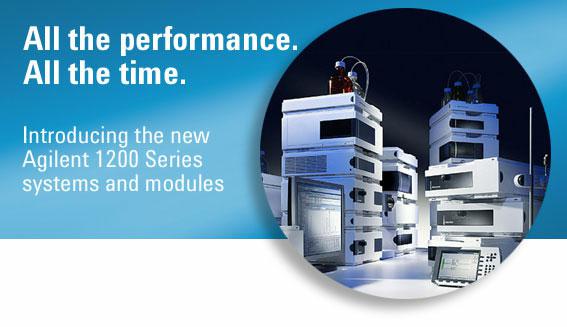 All the performance.
All the time.
Introducing the new
Agilent 1200 Series
systems and modules